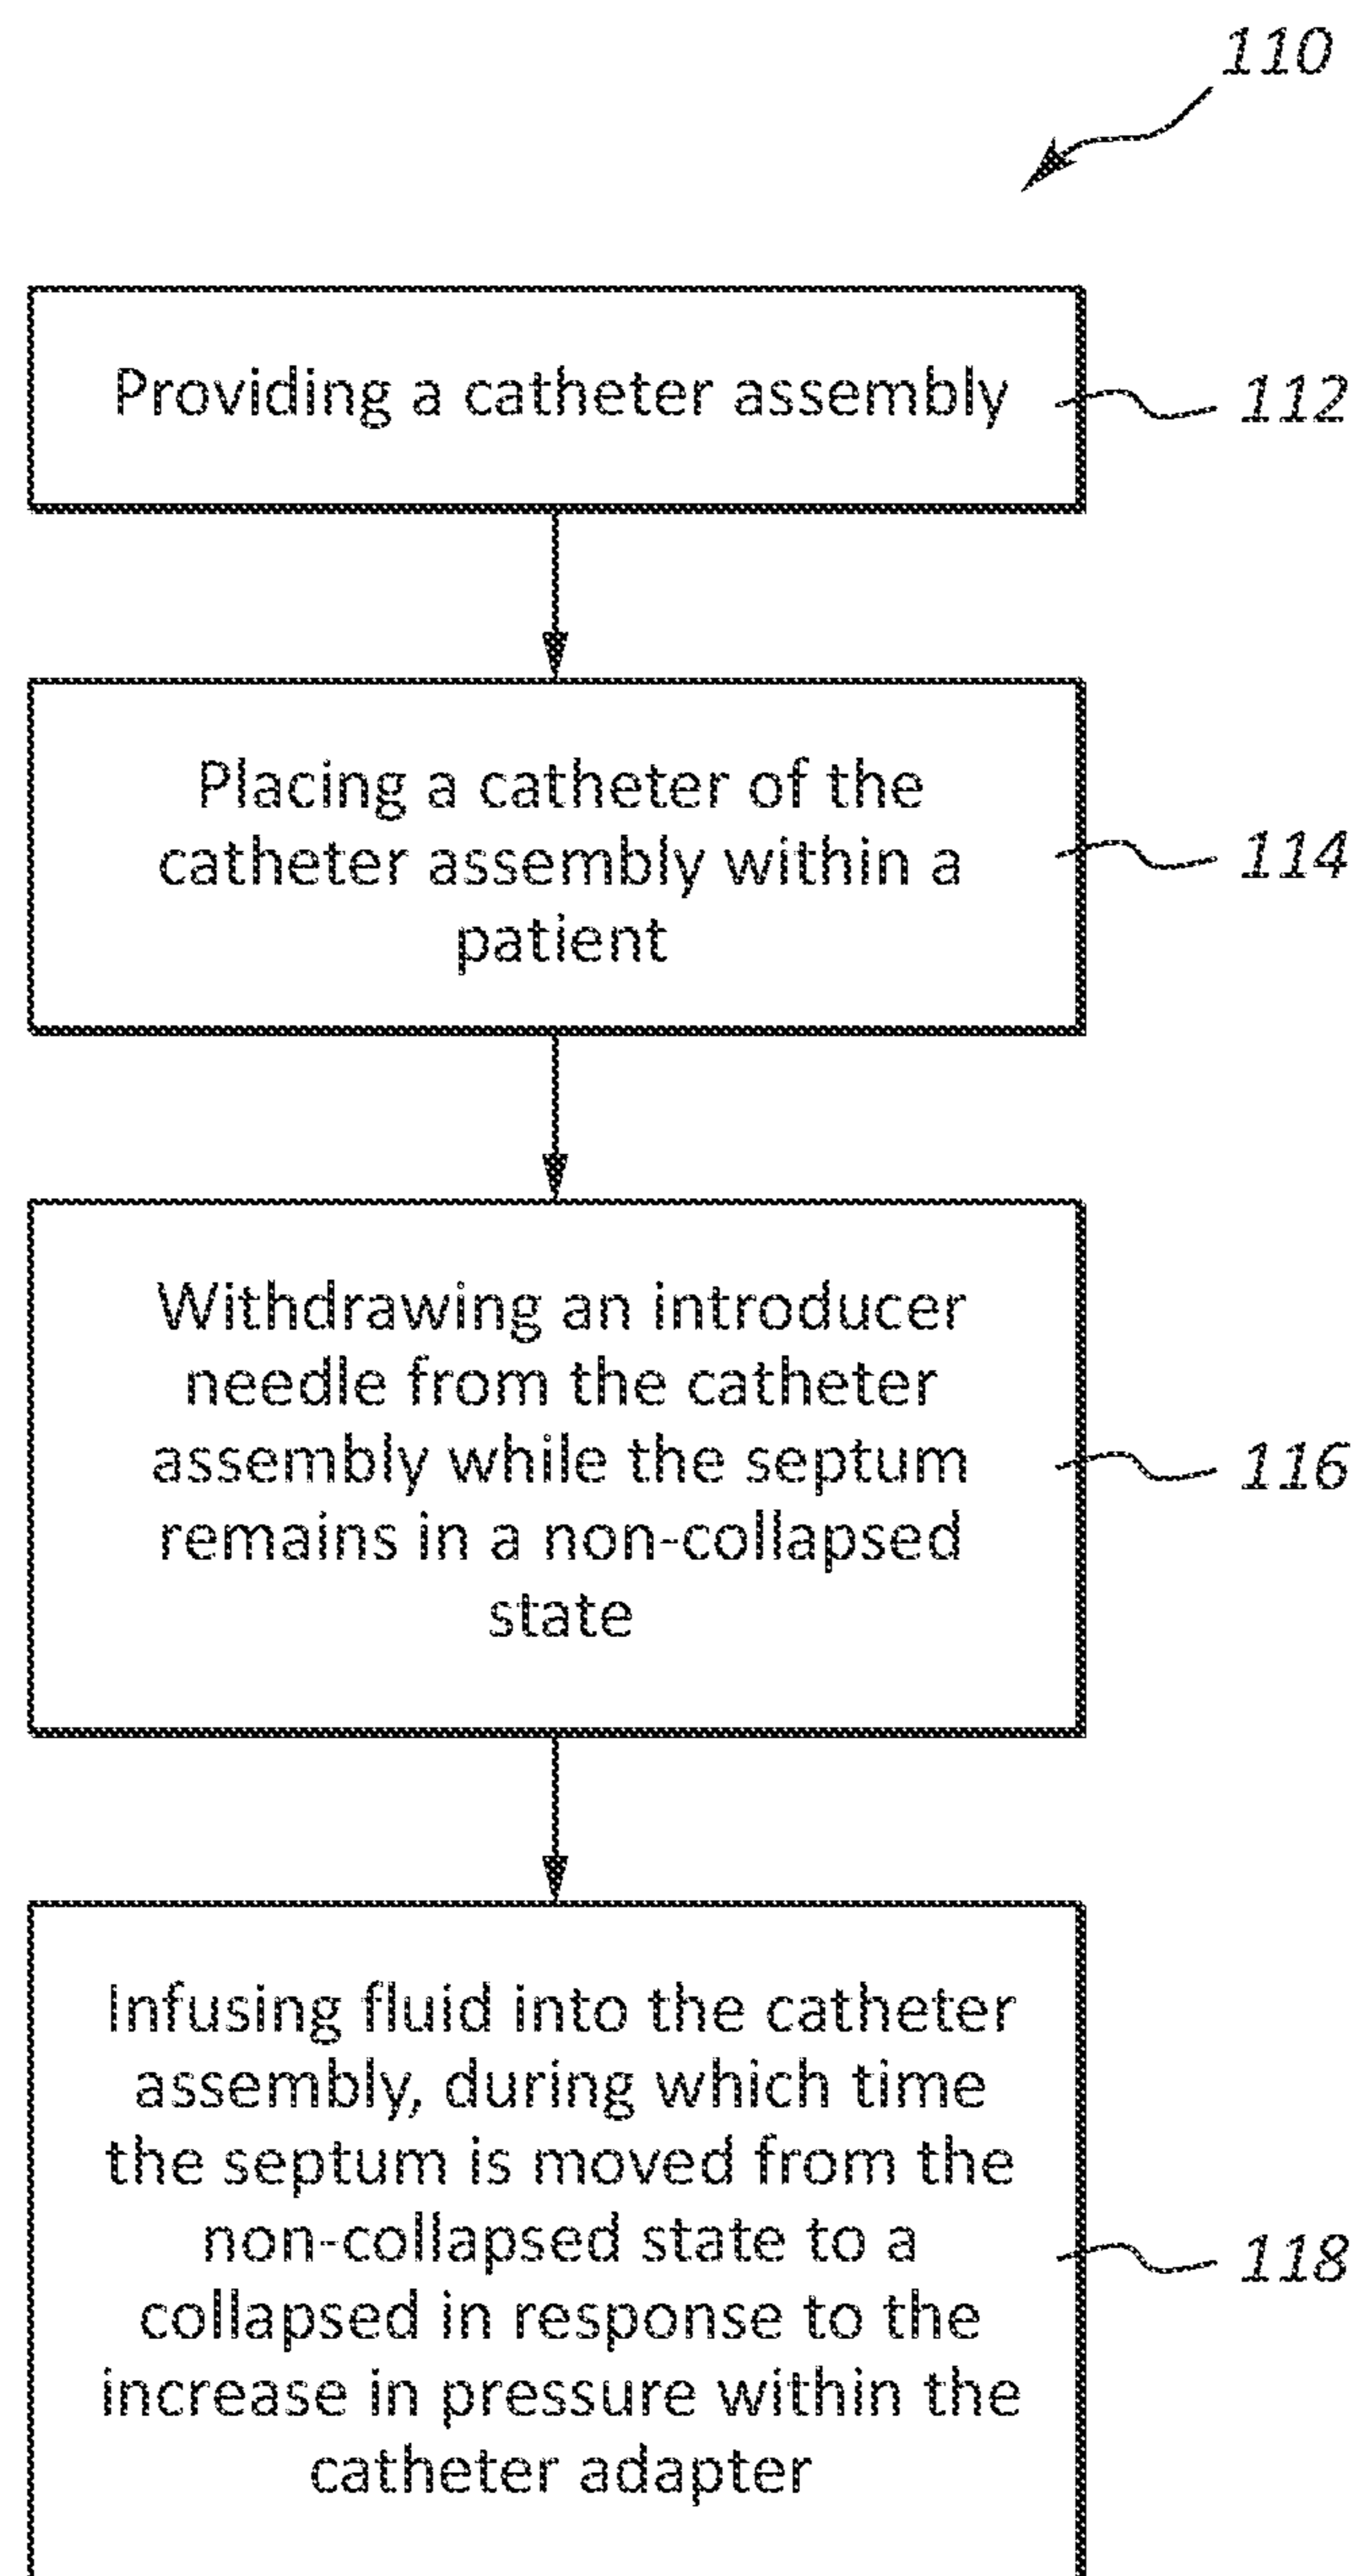 110
Providing a catheter assembly
112
Placing a catheter of the
catheter assembly within a
patient
114
Withdrawing an introducer
needle from the catheter
assembly while the septum
remains in a non-collapsed
state
116
Infusing fluid into the catheter
assembly, during which time
the septum is moved from the
non-collapsed state to a
collapsed in response to the
increase in pressure within the
catheter adapter
118